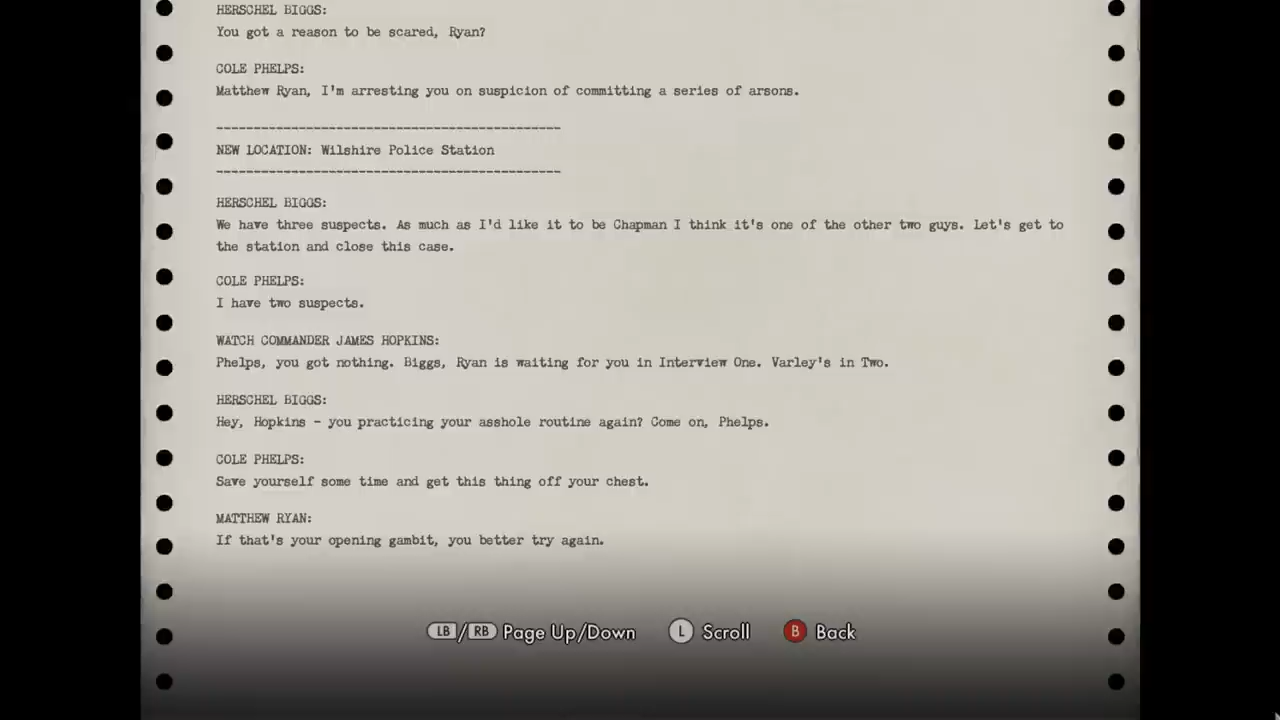 HERSCHEL BIGGS:
You got a reason to be scared, Ryan?
COLE PHELPS:
Matthew Ryan, I'm arresting you on suspicion of committing a series of arsons.
----------------------------------------------
NEW LOCATION: Wilshire Police Station
----------------------------------------------
HERSCHEL BIGGS:
We have three suspects. As much as I'd like it to be Chapman I think it's one of the other two guys. Let's get to
the station and close this case.
COLE PHELPS:
I have two suspects.
WATCH COMMANDER JAMES HOPKINS:
Phelps, you got nothing. Biggs, Ryan is waiting for you in Interview One. Varley's in Two.
HERSCHEL BIGGS:
Hey, Hopkins - you practicing your asshole routine again? Come on, Phelps.
COLE PHELPS:
Save yourself some time and get this thing off your chest.
MATTHEW RYAN:
If that's your opening gambit, you better try again.
LB/RB Page Up/Down L Scroll B Back